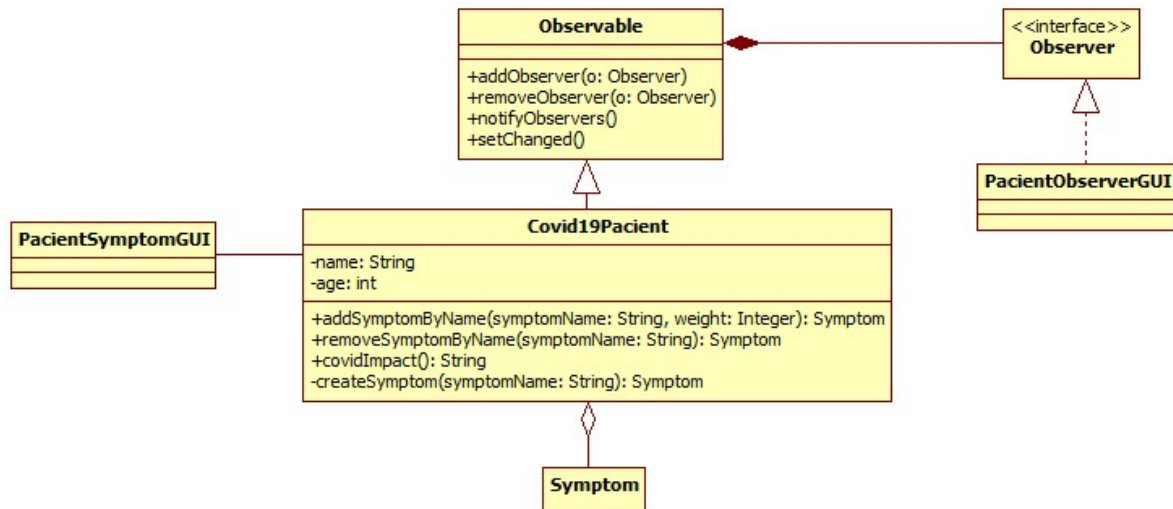 Observable
+addObserver(o: Observer)
+removeObserver(o: Observer)
+notifyObservers()
+setChanged()
<<interface>>
Observer
PacientObserverGUI
PacientSymptomGUI
Covid19Pacient
-name: String
-age: int
+addSymptomByName(symptomName: String, weight: Integer): Symptom
+removeSymptomByName(symptomName: String): Symptom
+covidImpact(): String
-createSymptom(symptomName: String): Symptom
Symptom